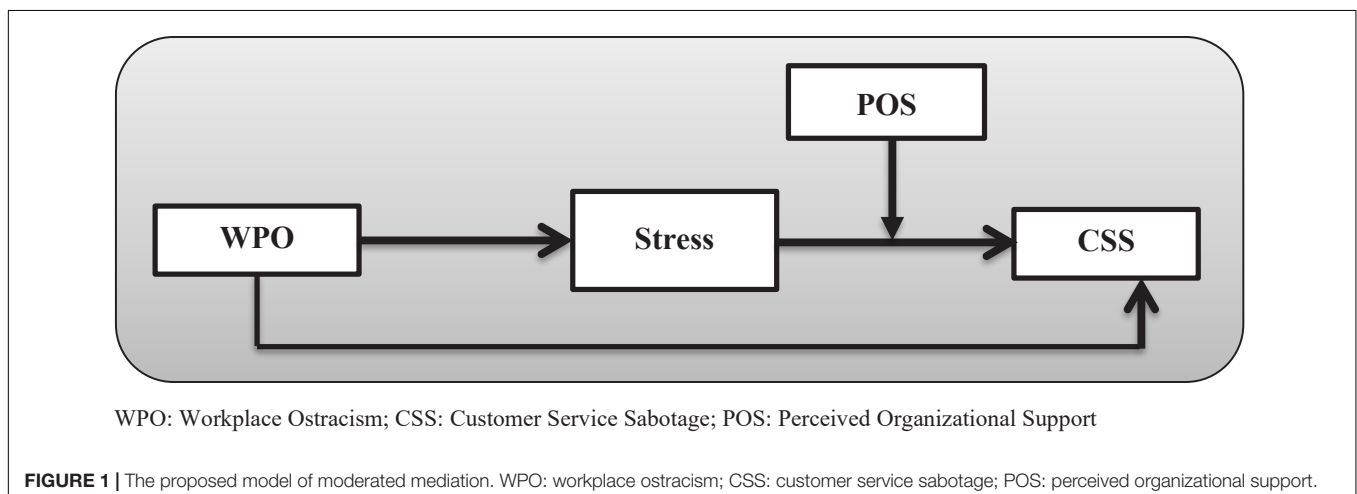 POS
WPO
Stress
CSS
WPO: Workplace Ostracism; CSS: Customer Service Sabotage; POS: Perceived Organizational Support
FIGURE 1 | The proposed model of moderated mediation. WPO: workplace ostracism; CSS: customer service sabotage; POS: perceived organizational support.